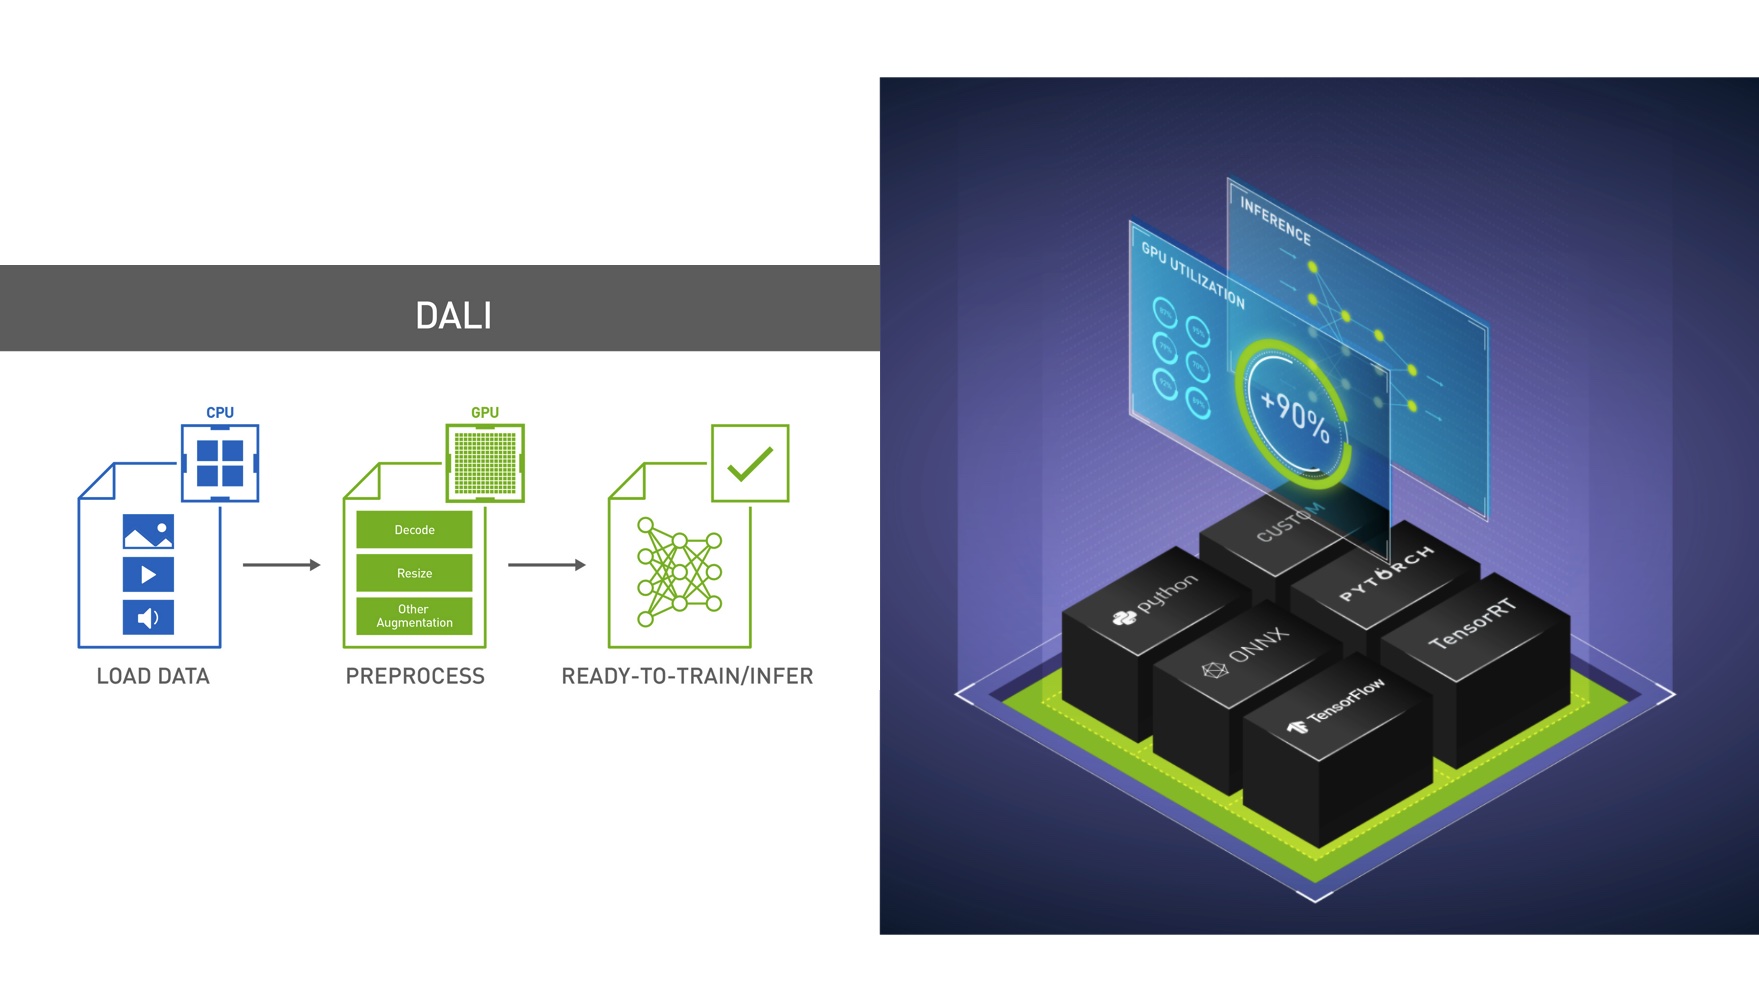 DALI
CPU
GPU
Decode
Resize
Other
Augmentation
LOAD DATA
PREPROCESS
READY-TO-TRAIN/INFER
INFERENCE
GPU UTILIZATION
+90%
CUSTOM
PYTORCH
python
TensorRT
ONNX
TensorFlow